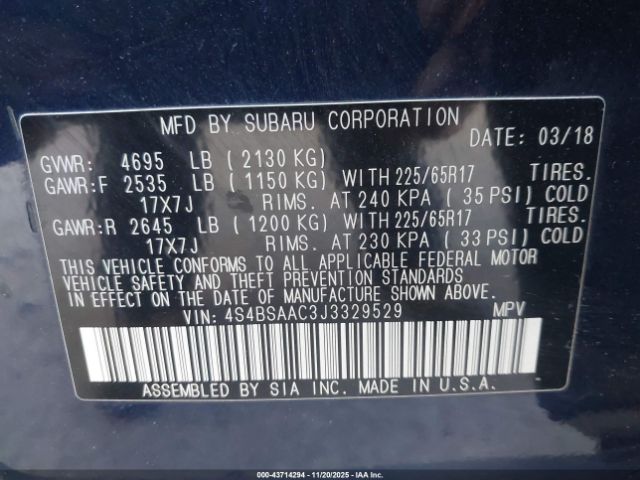 MFD BY SUBARU CORPORATION
DATE: 03/18
GVWR: 4695 LB (2130 KG)
GAWR:F 2535 LB (1150 KG) WITH 225/65R17 TIRES.
17X7J RIMS. AT 240 KPA (35 PSI) COLD
GAWR:R 2645 LB (1200 KG) WITH 225/65R17 TIRES.
17X7J RIMS. AT 230 KPA (33 PSI) COLD
THIS VEHICLE CONFORMS TO ALL APPLICABLE FEDERAL MOTOR
VEHICLE SAFETY AND THEFT PREVENTION STANDARDS
IN EFFECT ON THE DATE OF MANUFACTURE SHOWN ABOVE.
VIN: 4S4BSAAC3J3329529 MPV
ASSEMBLED BY SIA INC. MADE IN U.S.A.
000-43714294 - 11/20/2025 - IAAI.COM